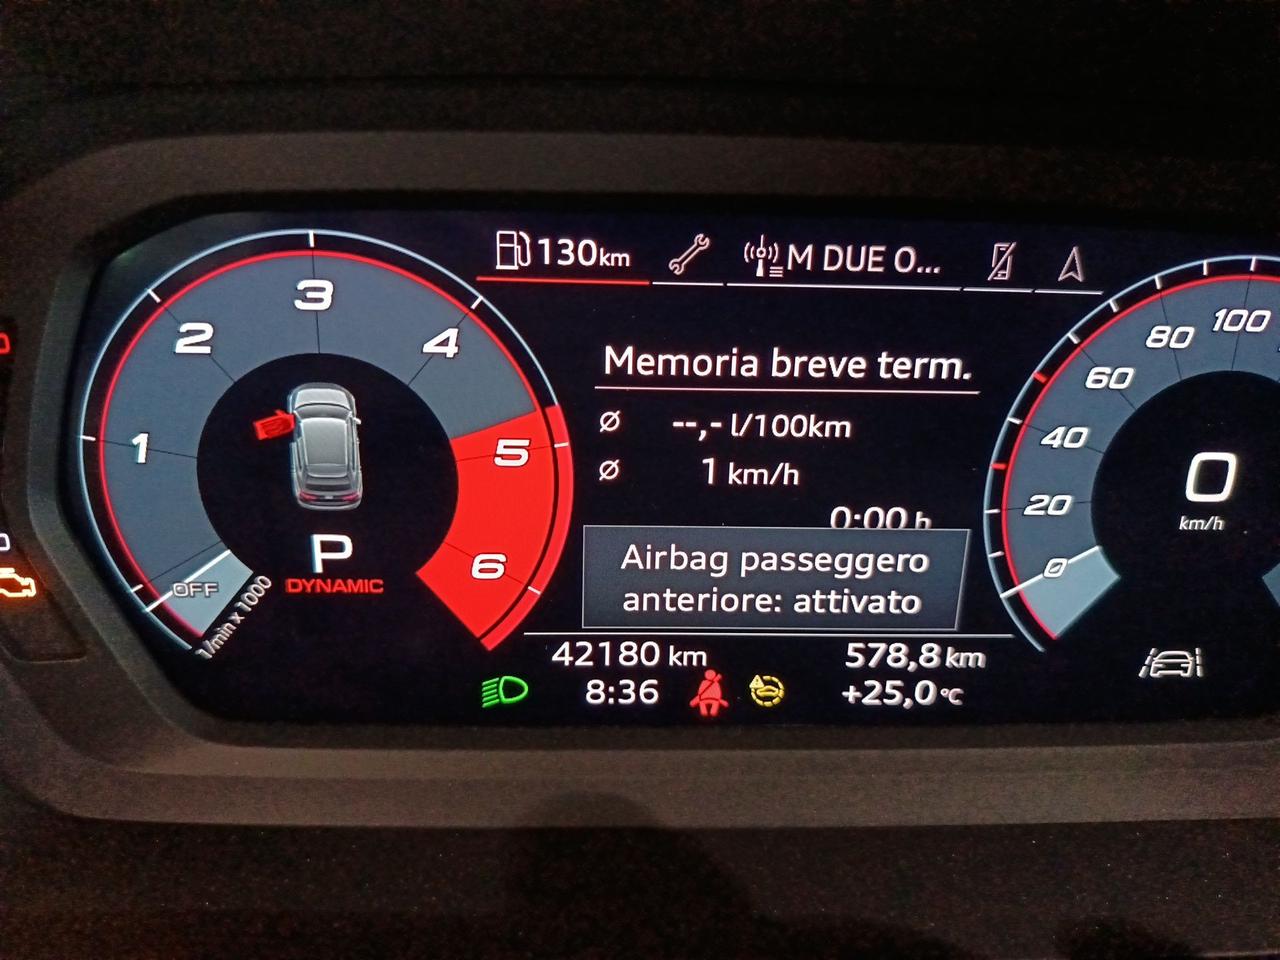 130 km
M DUE O...
1
2
3
4
5
6
OFF
1/min x 1000
P
DYNAMIC
Memoria breve term.
Ø --,- l/100km
Ø 1 km/h
0:00 h
Airbag passeggero
anteriore: attivato
42180 km 578,8 km
8:36 +25,0 °C
0
20
40
60
80
100
0
km/h